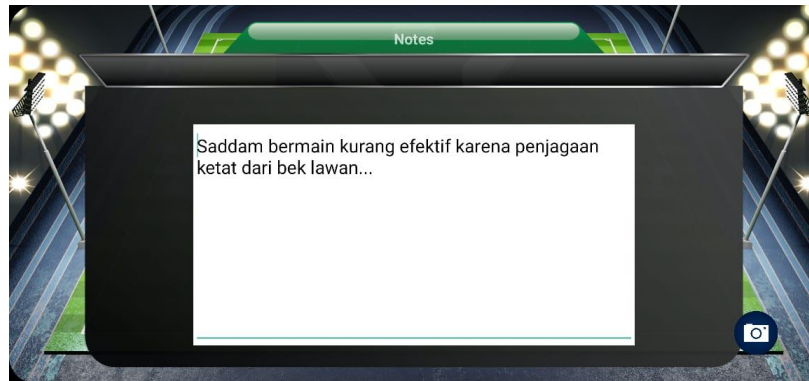 Notes
Saddam bermain kurang efektif karena penjagaan
ketat dari bek lawan...